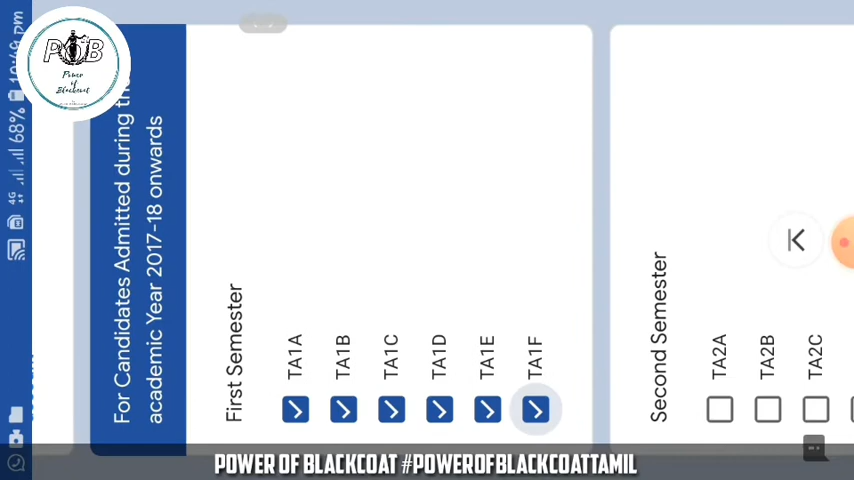 10:49 pm
68%
4G
POB
Power
of
Blackcoat
For Candidates Admitted during the
academic Year 2017-18 onwards
First Semester
TA1A
TA1B
TA1C
TA1D
TA1E
TA1F
Second Semester
TA2A
TA2B
TA2C
POWER OF BLACKCOAT #POWEROFBLACKCOATTAMIL